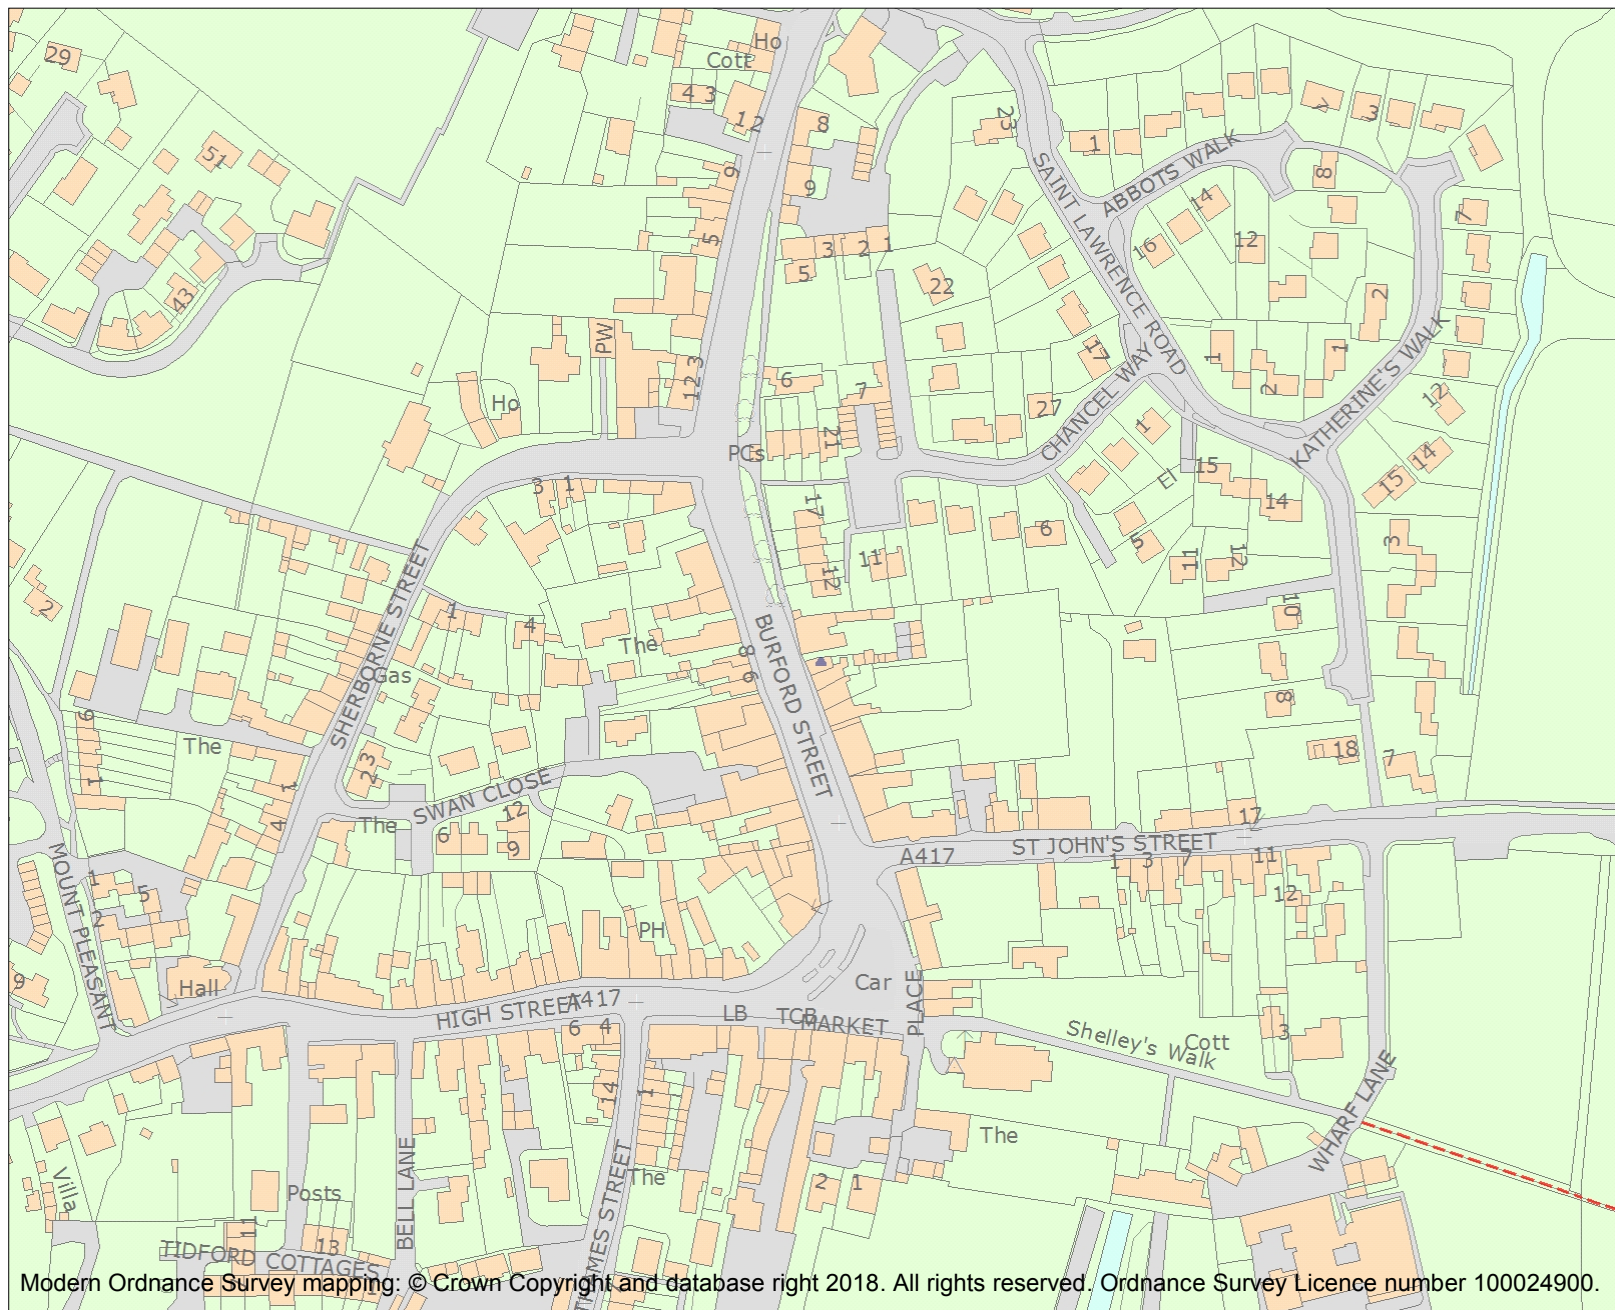 Ho
Cott
29
4 3
1 2
8
23
1
7
3
51
9
9
ABBOTS WALK
8
14
7
5
3 2 1
5
16
12
SAINT LAWRENCE ROAD
22
43
2
PW
12 3
17
1
1
2
CHANCEL WAY
KATHERINE'S WALK
Ho
6
7
27
12
21
1
PCs
14
15
El
15
3 1
17
14
6
5
3
11
11
12
12
SHERBORNE STREET
2
1
4
10
BURFORD STREET
The
8
6
Gas
8
9
The
18
7
23
1
1
SWAN CLOSE
12
4
The
6
9
17
ST JOHN'S STREET
A417
1 3 7
11
MOUNT PLEASANT
1
5
2
12
PH
9
Hall
Car
HIGH STREET
A417
LB
TCB
MARKET
PLACE
6 4
Shelley's Walk
Cott
3
14
1
WHARF LANE
The
BELL LANE
THAMES STREET
The
Villa
Posts
2 1
11
13
TIDFORD COTTAGES
1
Modern Ordnance Survey mapping: © Crown Copyright and database right 2018. All rights reserved. Ordnance Survey Licence number 100024900.